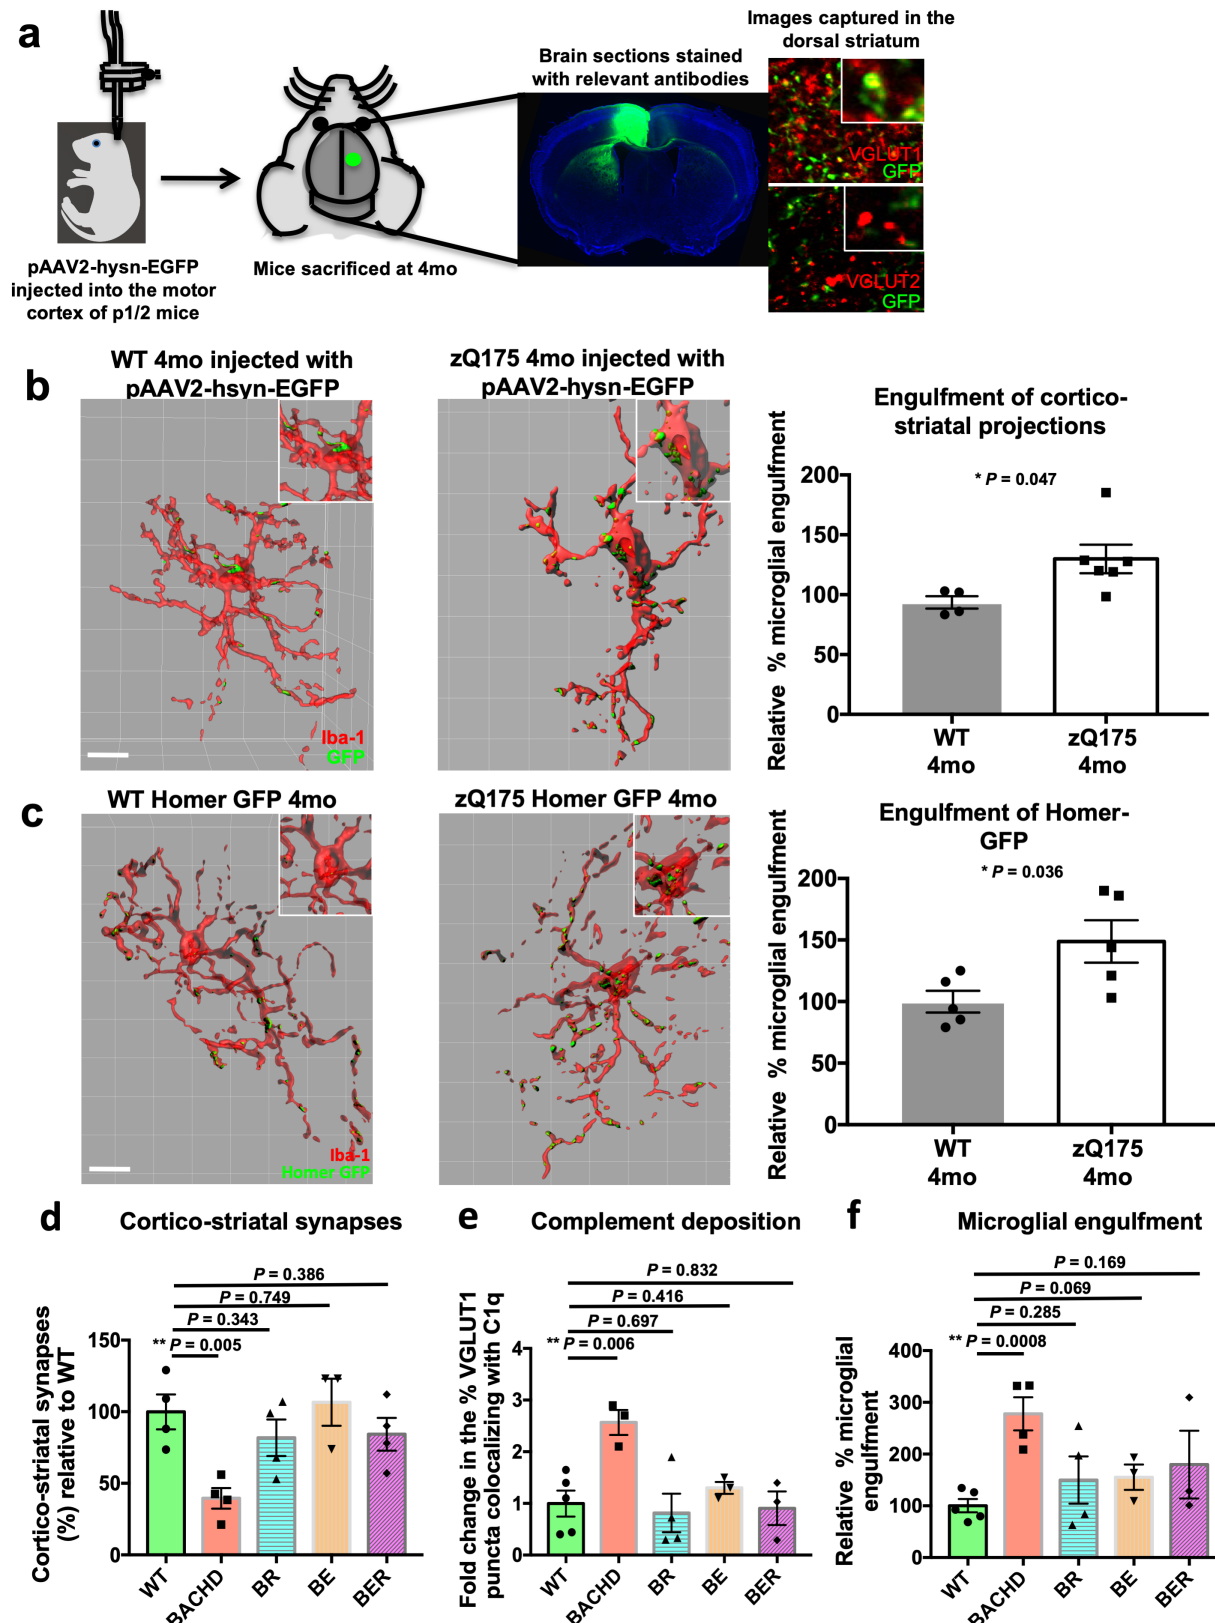 a
Images captured in the
dorsal striatum
Brain sections stained
with relevant antibodies
VGLUT1
GFP
VGLUT2
GFP
pAAV2-hysn-EGFP
injected into the motor
cortex of p1/2 mice
Mice sacrificed at 4mo
b
WT 4mo injected with
pAAV2-hsyn-EGFP
zQ175 4mo injected with
pAAV2-hysn-EGFP
Iba-1
GFP
Engulfment of cortico-
striatal projections
* P = 0.047
Relative % microglial engulfment
200
150
100
50
0
WT
4mo
zQ175
4mo
c
WT Homer GFP 4mo
zQ175 Homer GFP 4mo
Iba-1
Homer GFP
Engulfment of Homer-
GFP
* P = 0.036
Relative % microglial engulfment
200
150
100
50
0
WT
4mo
zQ175
4mo
d
Cortico-striatal synapses
P = 0.386
P = 0.749
P = 0.343
** P = 0.005
Cortico-striatal synapses
(%) relative to WT
150
100
50
0
WT
BACHD
BR
BE
BER
e
Complement deposition
P = 0.832
P = 0.416
P = 0.697
** P = 0.006
Fold change in the % VGLUT1
puncta colocalizing with C1q
4
3
2
1
0
WT
BACHD
BR
BE
BER
f
Microglial engulfment
P = 0.169
P = 0.069
P = 0.285
** P = 0.0008
Relative % microglial
engulfment
400
300
200
100
0
WT
BACHD
BR
BE
BER